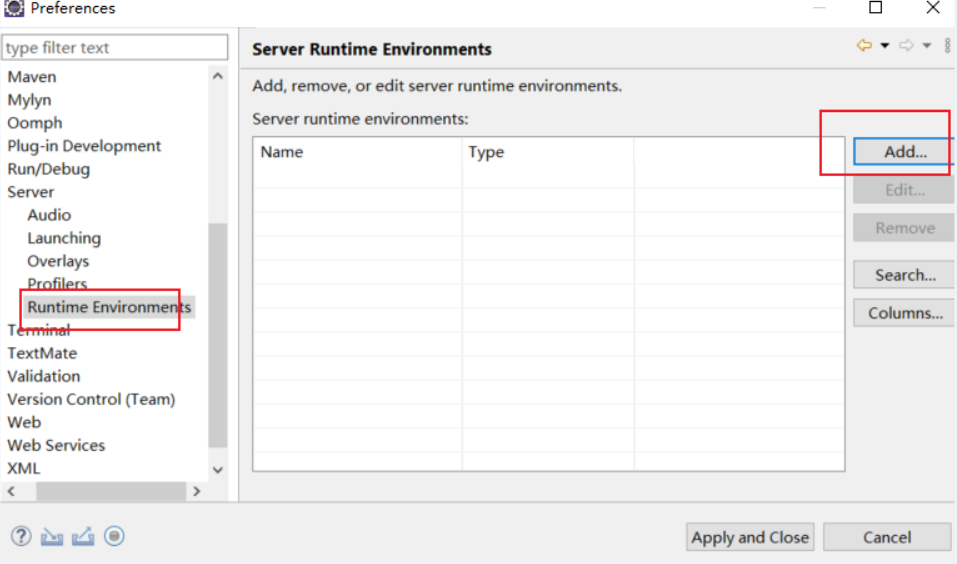 Preferences
type filter text
Maven
Mylyn
Oomph
Plug-in Development
Run/Debug
Server
Audio
Launching
Overlays
Profilers
Runtime Environments
Terminal
TextMate
Validation
Version Control (Team)
Web
Web Services
XML
Server Runtime Environments
Add, remove, or edit server runtime environments.
Server runtime environments:
Name Type
Add...
Edit...
Remove
Search...
Columns...
Apply and Close Cancel